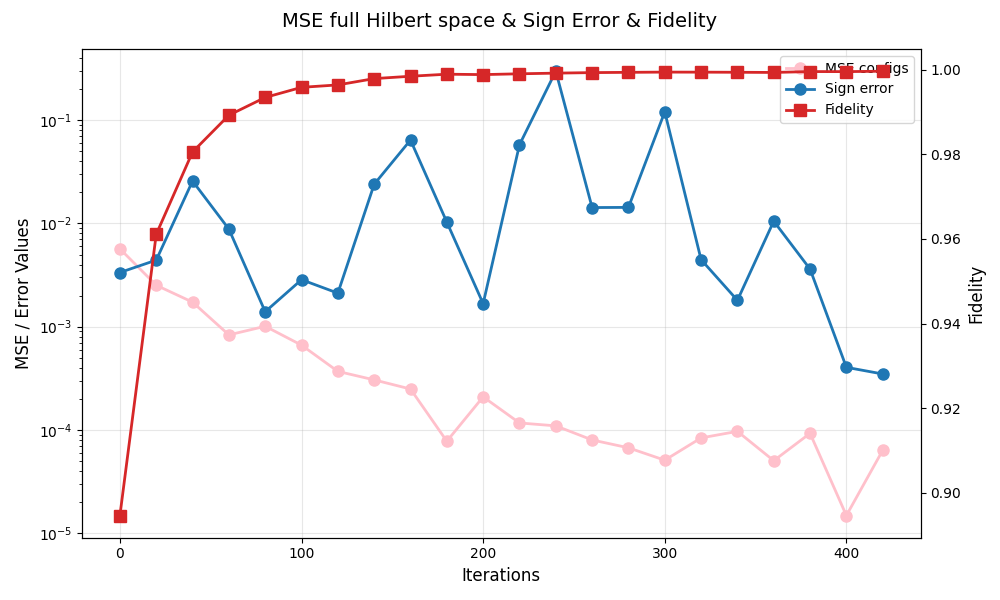 MSE full Hilbert space & Sign Error & Fidelity
MSE / Error Values
10⁻¹
10⁻²
10⁻³
10⁻⁴
10⁻⁵
MSE configs
Sign error
Fidelity
1.00
0.98
0.96
0.94
0.92
0.90
Fidelity
0 100 200 300 400
Iterations